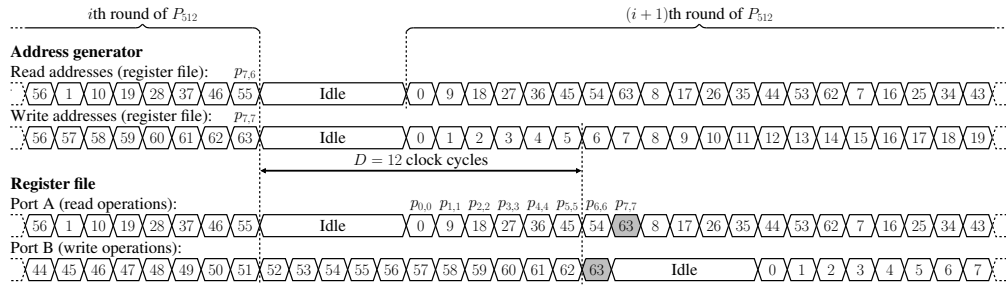 ith round of P512 (i + 1)th round of P512
Address generator
Read addresses (register file): p7,6
56 1 10 19 28 37 46 55 Idle 0 9 18 27 36 45 54 63 8 17 26 35 44 53 62 7 16 25 34 43
Write addresses (register file): p7,7
56 57 58 59 60 61 62 63 Idle 0 1 2 3 4 5 6 7 8 9 10 11 12 13 14 15 16 17 18 19
D = 12 clock cycles
Register file
Port A (read operations): p0,0 p1,1 p2,2 p3,3 p4,4 p5,5 p6,6 p7,7
56 1 10 19 28 37 46 55 Idle 0 9 18 27 36 45 54 63 8 17 26 35 44 53 62 7 16 25 34 43
Port B (write operations):
44 45 46 47 48 49 50 51 52 53 54 55 56 57 58 59 60 61 62 63 Idle 0 1 2 3 4 5 6 7